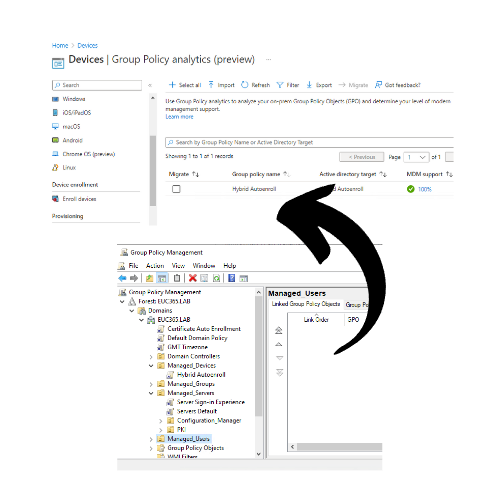 Home > Devices
Devices | Group Policy analytics (preview) ...
Search
Select all Import Refresh Filter Export Migrate Got feedback?
Windows
iOS/iPadOS
macOS
Android
Chrome OS (preview)
Linux
Device enrollment
Enroll devices
Provisioning
Use Group Policy analytics to analyze your on-prem Group Policy Objects (GPO) and determine your level of modern
management support.
Learn more
Search by Group Policy Name or Active Directory Target
Showing 1 to 1 of 1 records
< Previous Page 1 of 1
Migrate Group policy name Active directory target MDM support
Hybrid Autoenroll Autoenroll 100%
Group Policy Management
File Action View Window Help
Group Policy Management
Forest: EUC365.LAB
Domains
EUC365.LAB
Certificate Auto Enrollment
Default Domain Policy
GMT Timezone
Domain Controllers
Managed_Devices
Hybrid Autoenroll
Managed_Groups
Managed_Servers
Server Sign-in Experience
Servers Default
Configuration_Manager
PKI
Managed_Users
Group Policy Objects
WMI Filters
Managed_Users
Linked Group Policy Objects Group Po
Link Order GPO